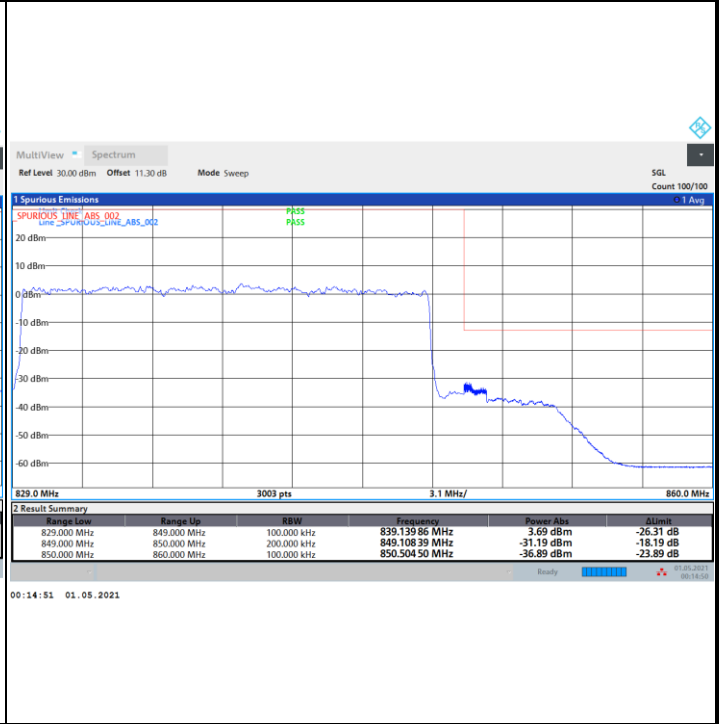 MultiView Spectrum
Ref Level 30.00 dBm Offset 11.30 dB Mode Sweep SGL
Count 100/100
1 Spurious Emissions 1 Avg
PASS
SPURIOUS_LINE_ABS_002
Line _SPURIOUS_LINE_ABS_002 PASS
20 dBm
10 dBm
0 dBm
-10 dBm
-20 dBm
-30 dBm
-40 dBm
-50 dBm
-60 dBm
829.0 MHz 3003 pts 3.1 MHz/ 860.0 MHz
2 Result Summary
Range Low Range Up RBW Frequency Power Abs ΔLimit
829.000 MHz 849.000 MHz 100.000 kHz 839.139 86 MHz 3.69 dBm -26.31 dB
849.000 MHz 850.000 MHz 200.000 kHz 849.108 39 MHz -31.19 dBm -18.19 dB
850.000 MHz 860.000 MHz 100.000 kHz 850.504 50 MHz -36.89 dBm -23.89 dB
Ready 01.05.2021
00:14:50
00:14:51 01.05.2021